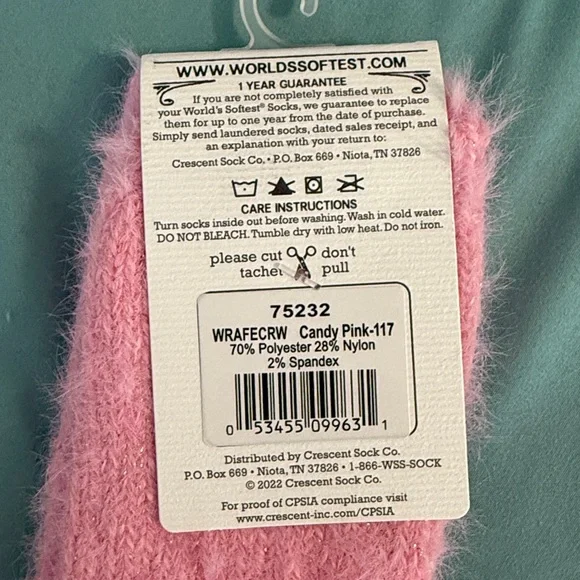 WWW.WORLDSSOFTEST.COM
1 YEAR GUARANTEE
If you are not completely satisfied with
your World's Softest® Socks, we guarantee to replace
them for up to one year from the date of purchase.
Simply send laundered socks, dated sales receipt, and
an explanation with your return to:
Crescent Sock Co. • P.O. Box 669 • Niota, TN 37826
CARE INSTRUCTIONS
Turn socks inside out before washing. Wash in cold water.
DO NOT BLEACH. Tumble dry with low heat. Do not iron.
please cut don't
tacher pull
75232
WRAFECRW Candy Pink-117
70% Polyester 28% Nylon
2% Spandex
0 53455 09963 1
Distributed by Crescent Sock Co.
P.O. Box 669 • Niota, TN 37826 • 1-866-WSS-SOCK
© 2022 Crescent Sock Co.
For proof of CPSIA compliance visit
www.crescent-inc.com/CPSIA